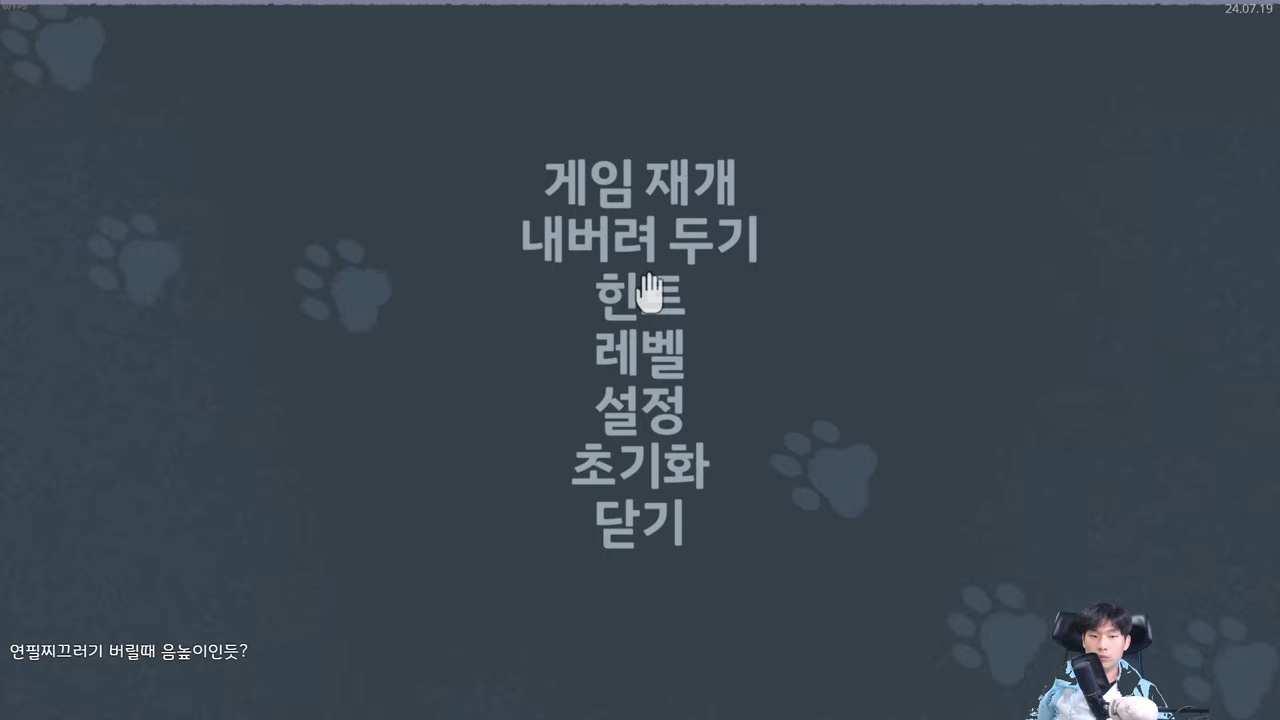 24.07.19
게임 재개
내버려 두기
힌트
레벨
설정
초기화
닫기
연필찌끄러기 버릴때 음높이인듯?